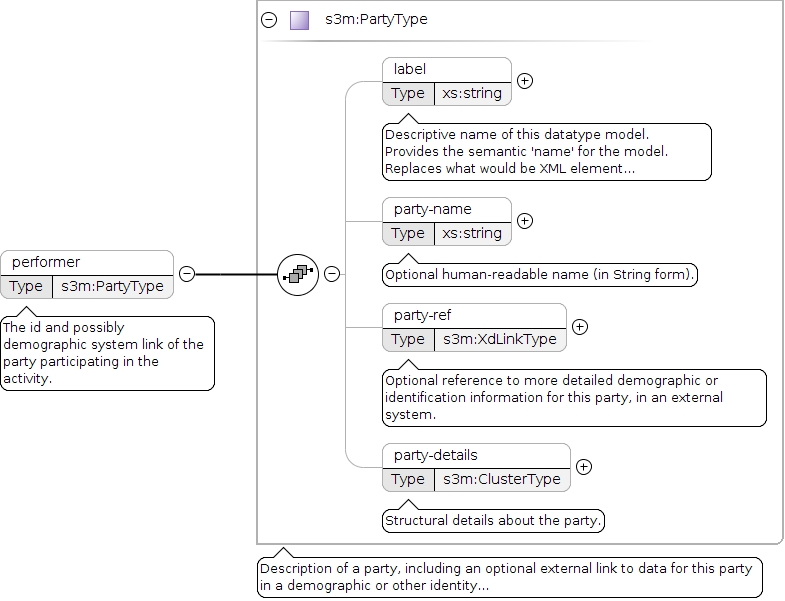 s3m:PartyType
label
Type xs:string
Descriptive name of this datatype model.
Provides the semantic 'name' for the model.
Replaces what would be XML element...
party-name
Type xs:string
Optional human-readable name (in String form).
performer
Type s3m:PartyType
The id and possibly
demographic system link of the
party participating in the
activity.
party-ref
Type s3m:XdLinkType
Optional reference to more detailed demographic or
identification information for this party, in an external
system.
party-details
Type s3m:ClusterType
Structural details about the party.
Description of a party, including an optional external link to data for this party
in a demographic or other identity...